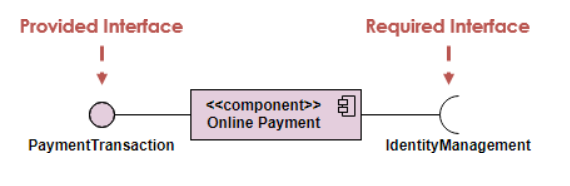 Provided Interface
Required Interface
<<component>>
Online Payment
PaymentTransaction
IdentityManagement